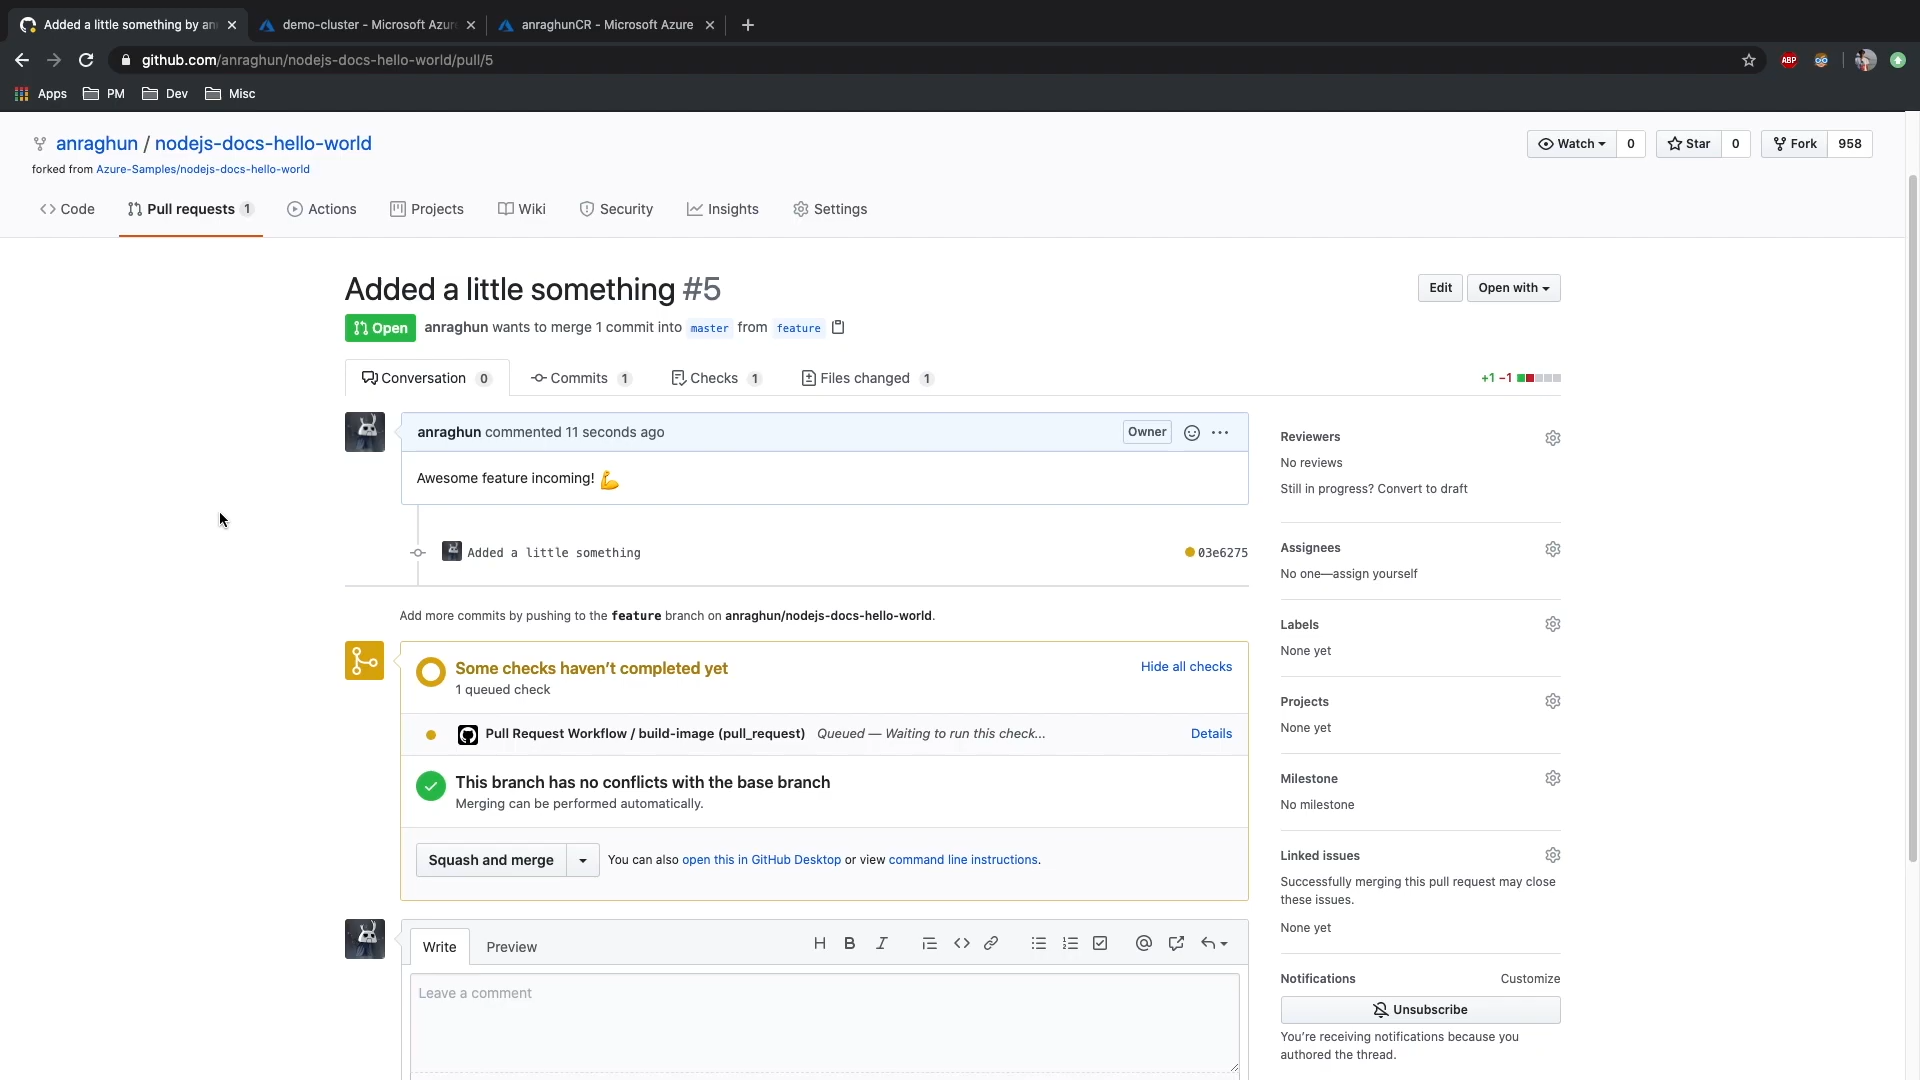 Added a little something by an
demo-cluster - Microsoft Azure
anraghunCR - Microsoft Azure
github.com/anraghun/nodejs-docs-hello-world/pull/5
ABP
Apps
PM
Dev
Misc
anraghun / nodejs-docs-hello-world
Watch 0
Star 0
Fork 958
forked from Azure-Samples/nodejs-docs-hello-world
Code
Pull requests 1
Actions
Projects
Wiki
Security
Insights
Settings
Added a little something #5
Edit
Open with
Open
anraghun wants to merge 1 commit into master from feature
Conversation 0
Commits 1
Checks 1
Files changed 1
+1 −1
anraghun commented 11 seconds ago
Owner
Awesome feature incoming! 💪
Added a little something
03e6275
Add more commits by pushing to the feature branch on anraghun/nodejs-docs-hello-world.
Some checks haven’t completed yet
1 queued check
Hide all checks
Pull Request Workflow / build-image (pull_request) Queued — Waiting to run this check...
Details
This branch has no conflicts with the base branch
Merging can be performed automatically.
Squash and merge
You can also open this in GitHub Desktop or view command line instructions.
Write
Preview
Leave a comment
Reviewers
No reviews
Still in progress? Convert to draft
Assignees
No one—assign yourself
Labels
None yet
Projects
None yet
Milestone
No milestone
Linked issues
Successfully merging this pull request may close
these issues.
None yet
Notifications
Customize
Unsubscribe
You’re receiving notifications because you
authored the thread.